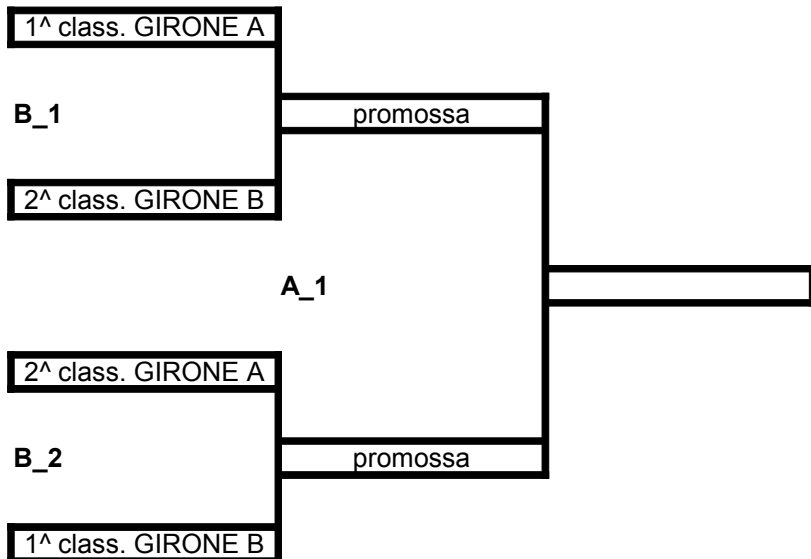 1^ class. GIRONE A
B_1
promossa
2^ class. GIRONE B
A_1
2^ class. GIRONE A
B_2
promossa
1^ class. GIRONE B